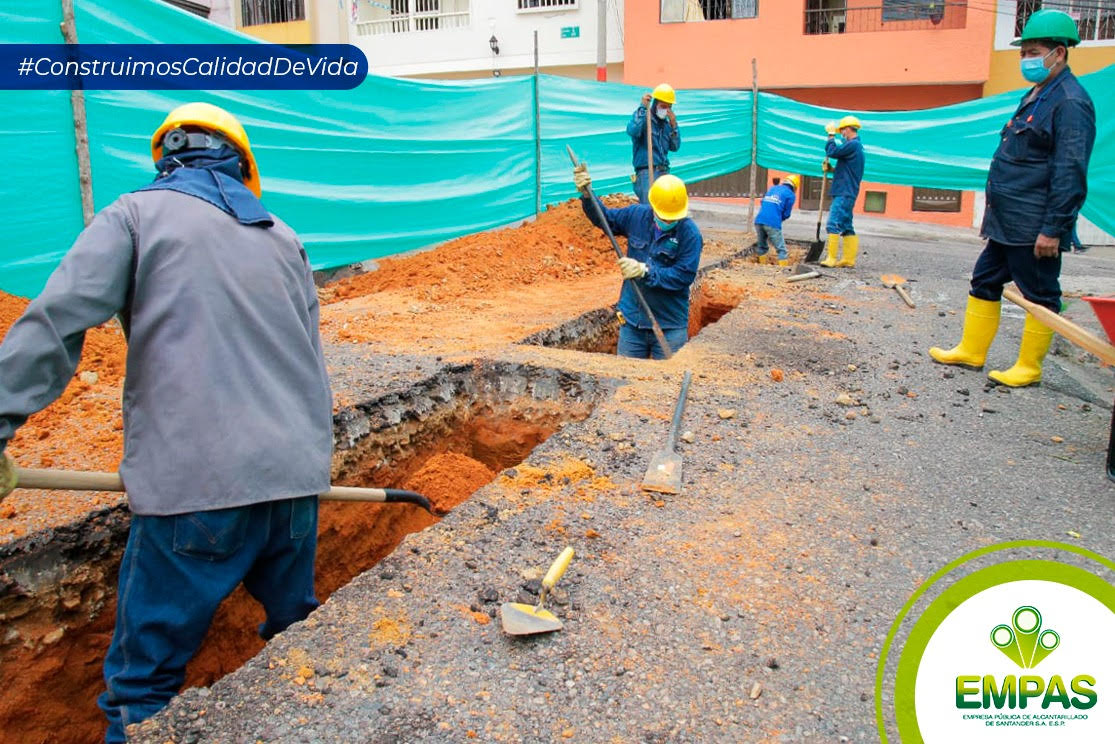 #ConstruimosCalidadDeVida
EMPAS
EMPRESA PÚBLICA DE ALCANTARILLADO
DE SANTANDER S.A. E.S.P.